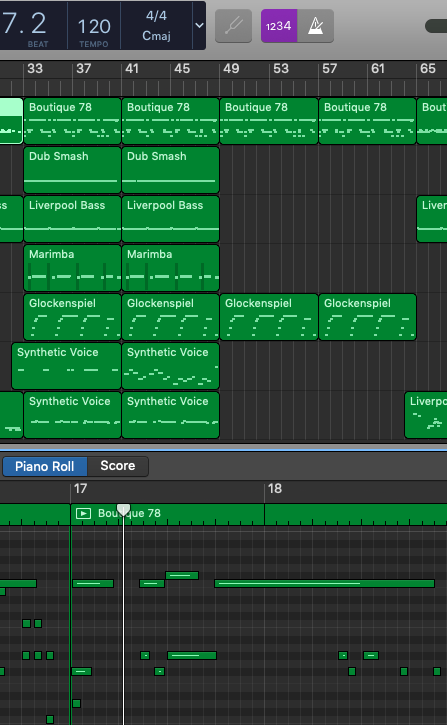 7. 2
BEAT
120
TEMPO
4/4
Cmaj
1234
33 37 41 45 49 53 57 61 65
Boutique 78 Boutique 78 Boutique 78 Boutique 78 Bout
Dub Smash Dub Smash
ss Liverpool Bass Liverpool Bass Liver
Marimba Marimba
Glockenspiel Glockenspiel Glockenspiel Glockenspiel
Synthetic Voice Synthetic Voice
Synthetic Voice Synthetic Voice Liverpo
Piano Roll Score
17 18
Boutique 78